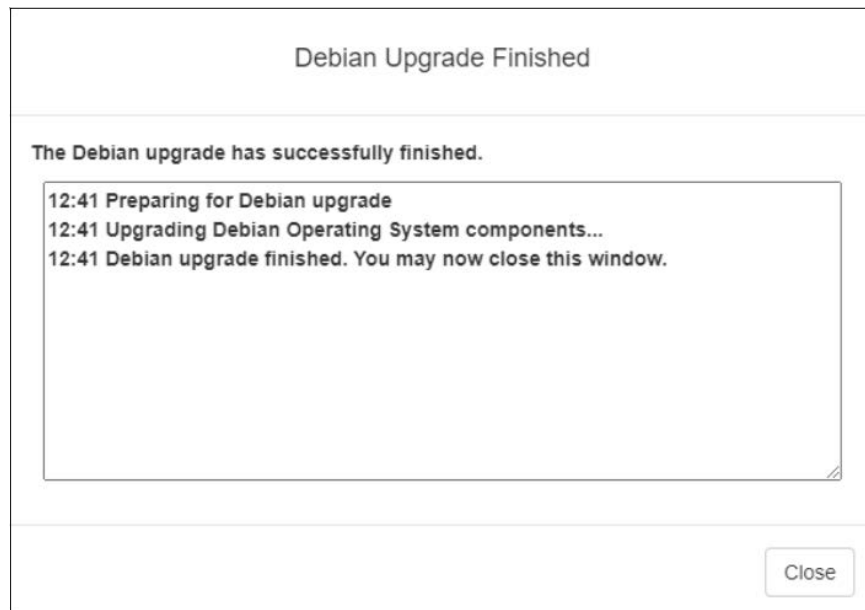 Debian Upgrade Finished
The Debian upgrade has successfully finished.
12:41 Preparing for Debian upgrade
12:41 Upgrading Debian Operating System components...
12:41 Debian upgrade finished. You may now close this window.
Close